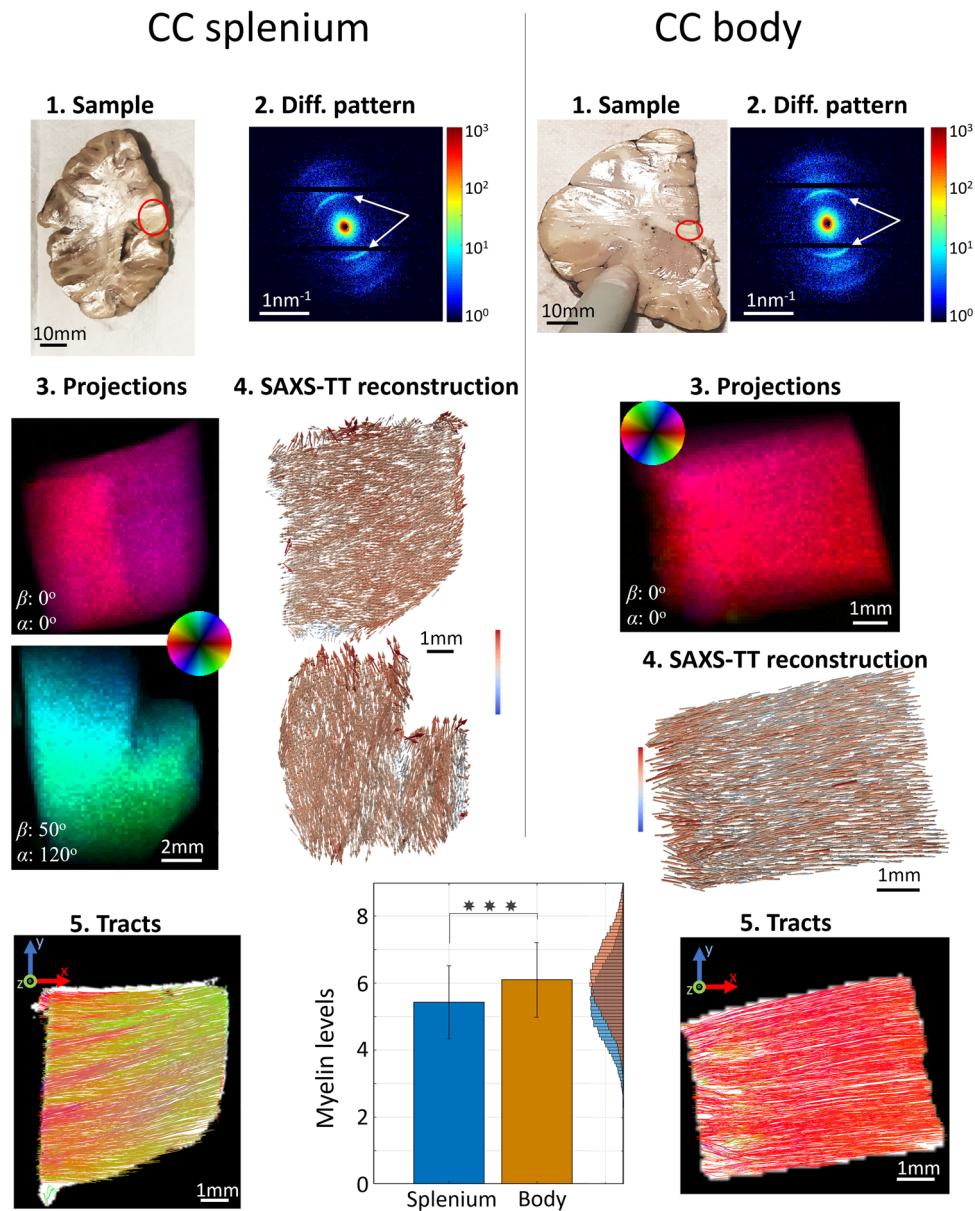 CC splenium
CC body
1. Sample
2. Diff. pattern
1. Sample
2. Diff. pattern
10³
10²
10¹
10⁰
1nm⁻¹
10mm
10³
10²
10¹
10⁰
1nm⁻¹
10mm
3. Projections
4. SAXS-TT reconstruction
3. Projections
β: 0°
α: 0°
1mm
β: 0°
α: 0°
1mm
4. SAXS-TT reconstruction
β: 50°
α: 120°
2mm
1mm
5. Tracts
5. Tracts
y
x
z
1mm
Myelin levels
8
6
4
2
0
Splenium
Body
y
x
z
1mm